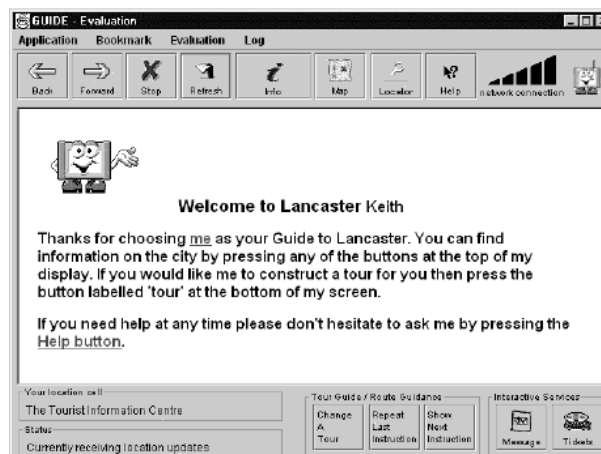 GUIDE - Evaluation
Application Bookmark Evaluation Log
Back Forward Stop Refresh Info Map Locator Help network connection
Welcome to Lancaster Keith
Thanks for choosing me as your Guide to Lancaster. You can find
information on the city by pressing any of the buttons at the top of my
display. If you would like me to construct a tour for you then press the
button labelled 'tour' at the bottom of my screen.
If you need help at any time please don't hesitate to ask me by pressing the
Help button.
Your location cell
The Tourist Information Centre
Status
Currently receiving location updates
Tour Guide / Route Guidance
Change
A
Tour
Repeat
Last
Instruction
Show
Next
Instruction
Interactive Services
Message
Tickets